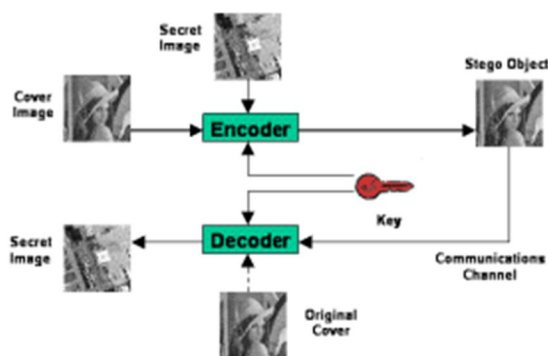 Secret
Image
Stego Object
Cover
Image
Encoder
Key
Secret
Image
Decoder
Communications
Channel
Original
Cover